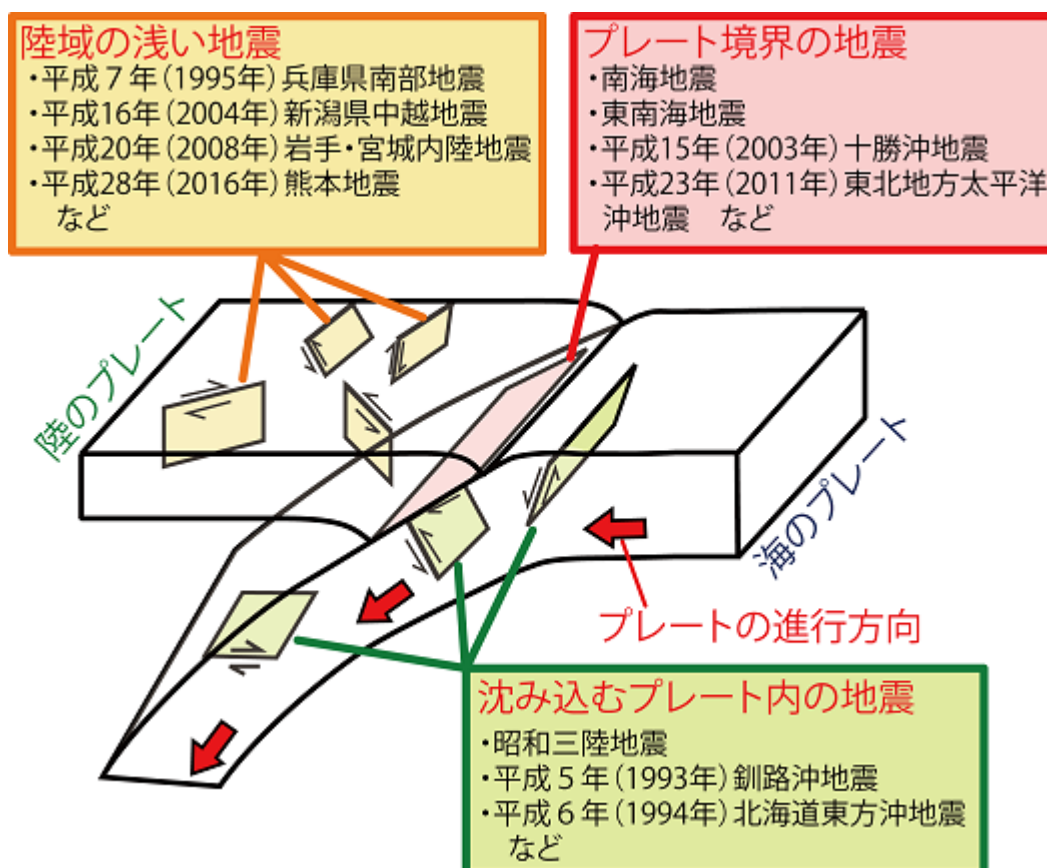 陸域の浅い地震
・平成７年(1995年)兵庫県南部地震
・平成16年(2004年)新潟県中越地震
・平成20年(2008年)岩手・宮城内陸地震
・平成28年(2016年)熊本地震
など
プレート境界の地震
・南海地震
・東南海地震
・平成15年(2003年)十勝沖地震
・平成23年(2011年)東北地方太平洋
沖地震　など
陸のプレート
海のプレート
プレートの進行方向
沈み込むプレート内の地震
・昭和三陸地震
・平成５年(1993年)釧路沖地震
・平成６年(1994年)北海道東方沖地震
など